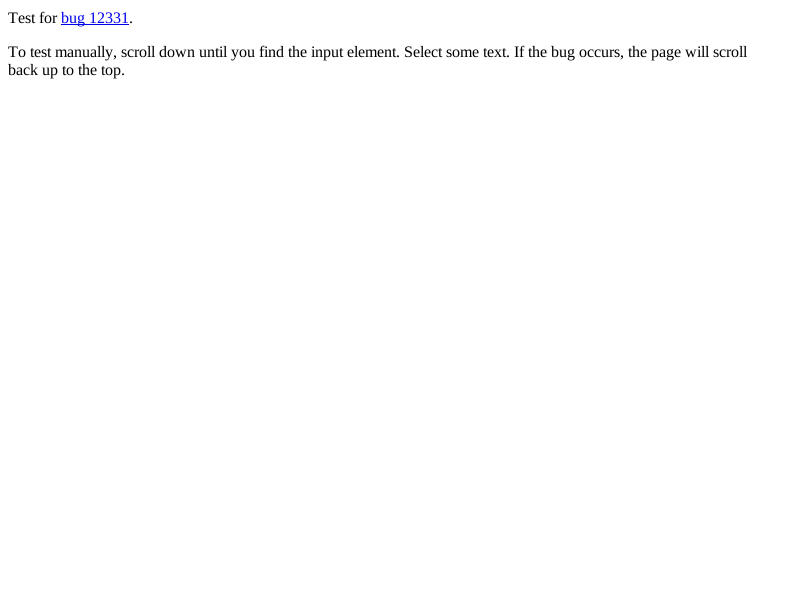 Test for bug 12331.
To test manually, scroll down until you find the input element. Select some text. If the bug occurs, the page will scroll
back up to the top.